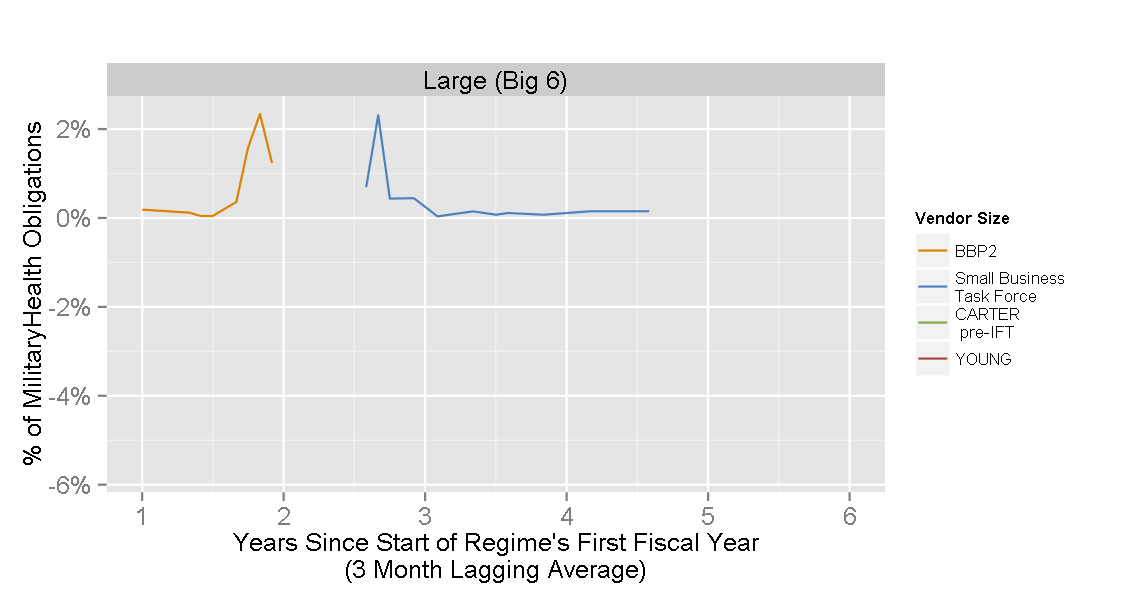 Large (Big 6)
% of MilitaryHealth Obligations
2%
0%
-2%
-4%
-6%
1 2 3 4 5 6
Years Since Start of Regime's First Fiscal Year
(3 Month Lagging Average)
Vendor Size
BBP2
Small Business
Task Force
CARTER
pre-IFT
YOUNG